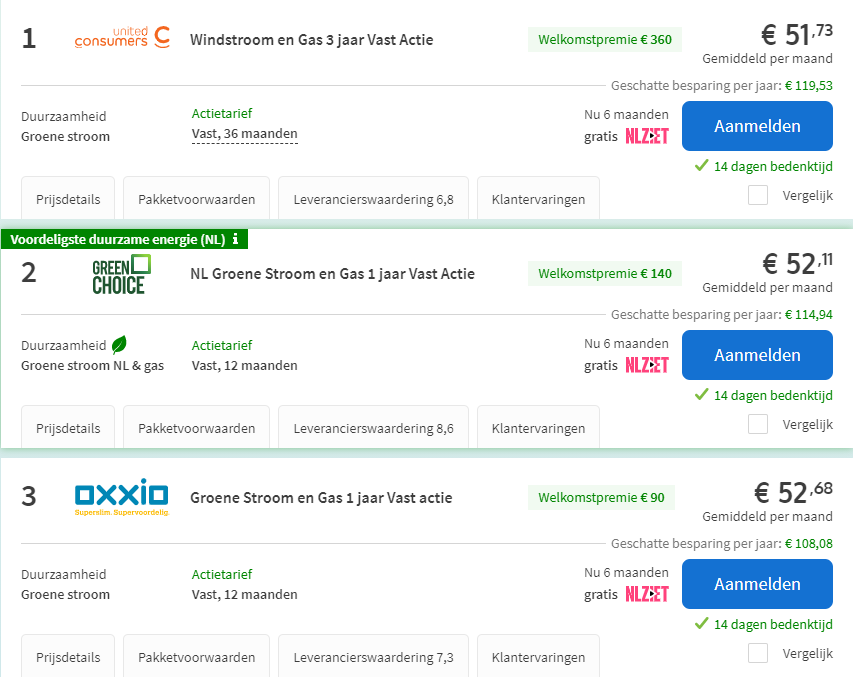 1
united consumers
Windstroom en Gas 3 jaar Vast Actie
Welkomstpremie € 360
€ 51,73
Gemiddeld per maand
Geschatte besparing per jaar: € 119,53
Duurzaamheid
Groene stroom
Actietarief
Vast, 36 maanden
Nu 6 maanden
gratis NLZIET
Aanmelden
14 dagen bedenktijd
Prijsdetails
Pakketvoorwaarden
Leverancierswaardering 6,8
Klantervaringen
Vergelijk
Voordeligste duurzame energie (NL) i
2
GREEN CHOICE
NL Groene Stroom en Gas 1 jaar Vast Actie
Welkomstpremie € 140
€ 52,11
Gemiddeld per maand
Geschatte besparing per jaar: € 114,94
Duurzaamheid
Groene stroom NL & gas
Actietarief
Vast, 12 maanden
Nu 6 maanden
gratis NLZIET
Aanmelden
14 dagen bedenktijd
Prijsdetails
Pakketvoorwaarden
Leverancierswaardering 8,6
Klantervaringen
Vergelijk
3
oxxio
Superslim. Supervoordelig.
Groene Stroom en Gas 1 jaar Vast actie
Welkomstpremie € 90
€ 52,68
Gemiddeld per maand
Geschatte besparing per jaar: € 108,08
Duurzaamheid
Groene stroom
Actietarief
Vast, 12 maanden
Nu 6 maanden
gratis NLZIET
Aanmelden
14 dagen bedenktijd
Prijsdetails
Pakketvoorwaarden
Leverancierswaardering 7,3
Klantervaringen
Vergelijk